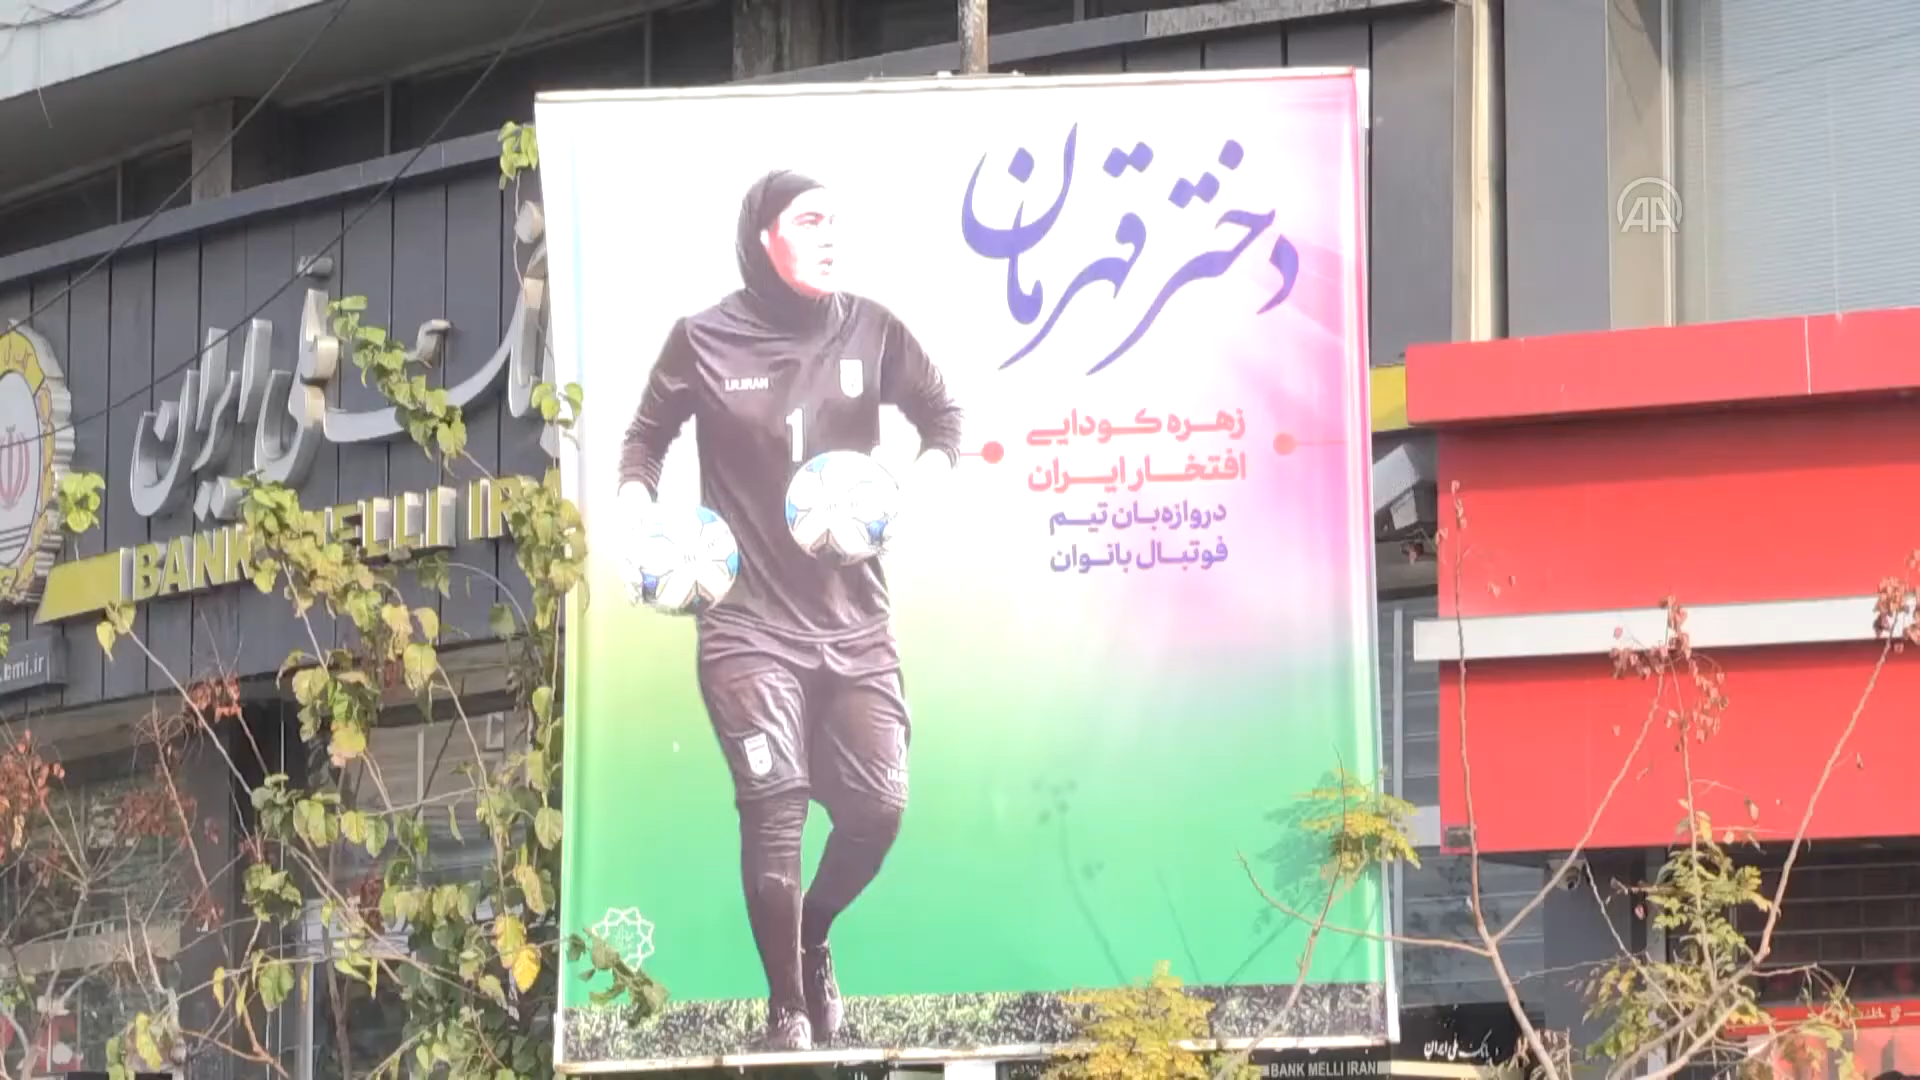 دختر قهرمان
زهره کودایی
افتخار ایران
دروازه‌بان تیم
فوتبال بانوان
I.R.IRAN
1
بانک ملی ایران
BANK MELLI IRA
.bmi.ir
AA
بانک ملی ایران
BANK MELLI IRAN